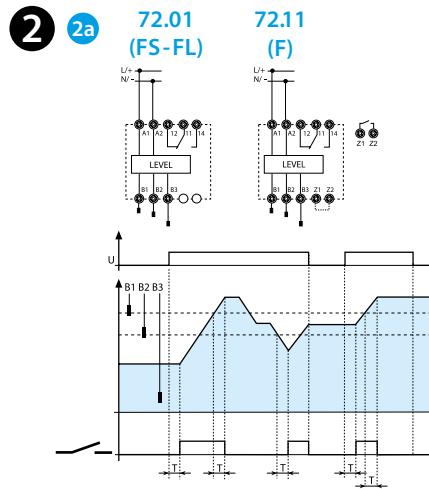 2 2a 72.01 72.11
(FS-FL) (F)
L/+ L/+
N/- N/-
A1 A2 12 11 14 A1 A2 12 11 14
Z1 Z2
LEVEL LEVEL
B1 B2 B3 B1 B2 B3 Z1 Z2
U
B1 B2 B3
T T T T
T